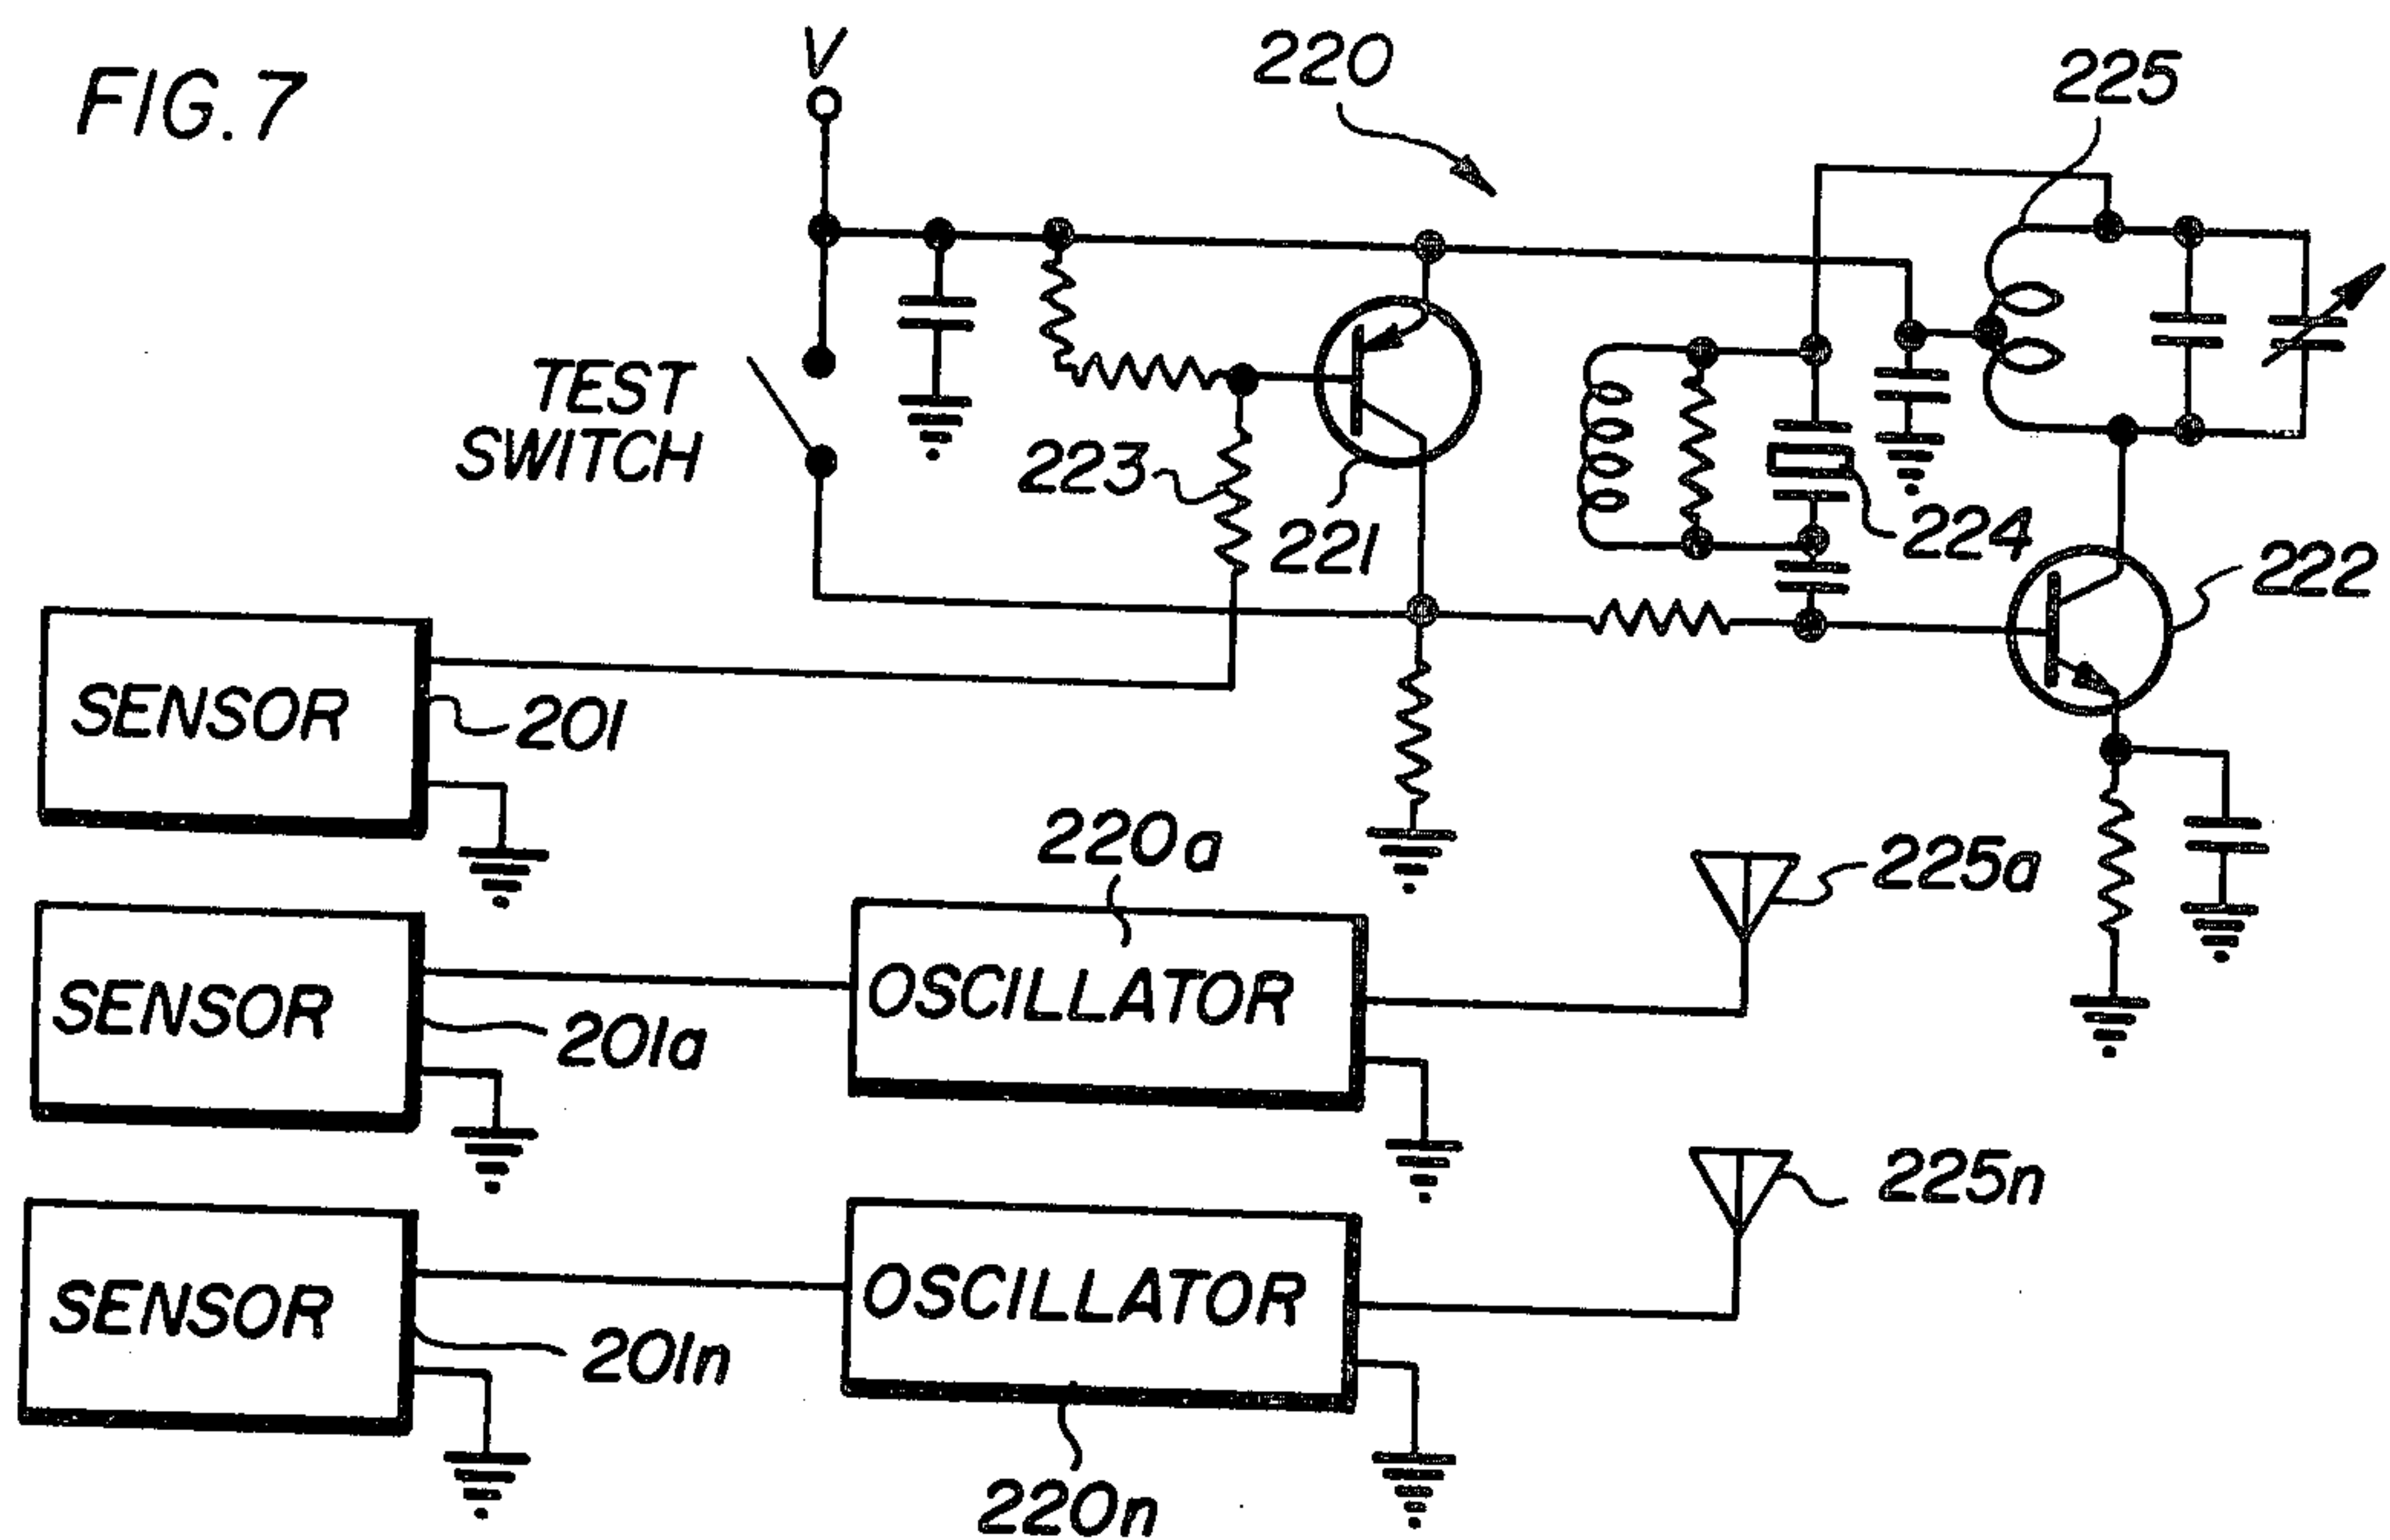 FIG. 7
V
220
225
TEST
SWITCH
223
221
224
222
SENSOR
201
220a
225a
SENSOR
OSCILLATOR
201a
225n
SENSOR
OSCILLATOR
201n
220n